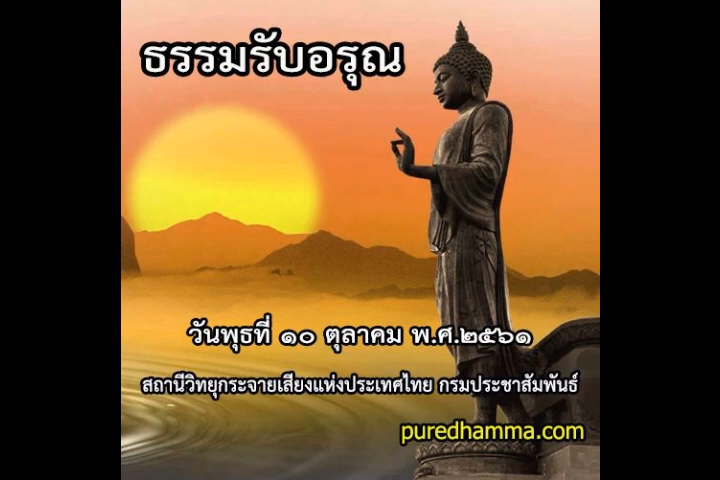 ธรรมรับอรุณ
วันพุธที่ ๑๐ ตุลาคม พ.ศ.๒๕๖๑
สถานีวิทยุกระจายเสียงแห่งประเทศไทย กรมประชาสัมพันธ์
puredhamma.com